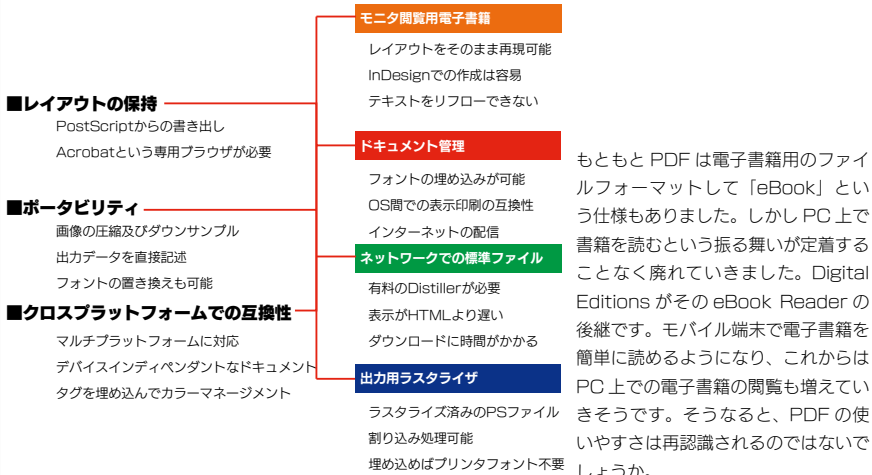 ■レイアウトの保持
PostScriptからの書き出し
Acrobatという専用ブラウザが必要
■ポータビリティ
画像の圧縮及びダウンサンプル
出力データを直接記述
フォントの置き換えも可能
■クロスプラットフォームでの互換性
マルチプラットフォームに対応
デバイスインディペンダントなドキュメント
タグを埋め込んでカラーマネージメント
モニタ閲覧用電子書籍
レイアウトをそのまま再現可能
InDesignでの作成は容易
テキストをリフローできない
ドキュメント管理
フォントの埋め込みが可能
OS間での表示印刷の互換性
インターネットの配信
ネットワークでの標準ファイル
有料のDistillerが必要
表示がHTMLより遅い
ダウンロードに時間がかかる
出力用ラスタライザ
ラスタライズ済みのPSファイル
割り込み処理可能
埋め込めばプリンタフォント不要
もともと PDF は電子書籍用のファイ
ルフォーマットして「eBook」とい
う仕様もありました。しかし PC 上で
書籍を読むという振る舞いが定着する
ことなく廃れていきました。Digital
Editions がその eBook Reader の
後継です。モバイル端末で電子書籍を
簡単に読めるようになり、これからは
PC 上での電子書籍の閲覧も増えてい
きそうです。そうなると、PDF の使
いやすさは再認識されるのではないで
しょうか。